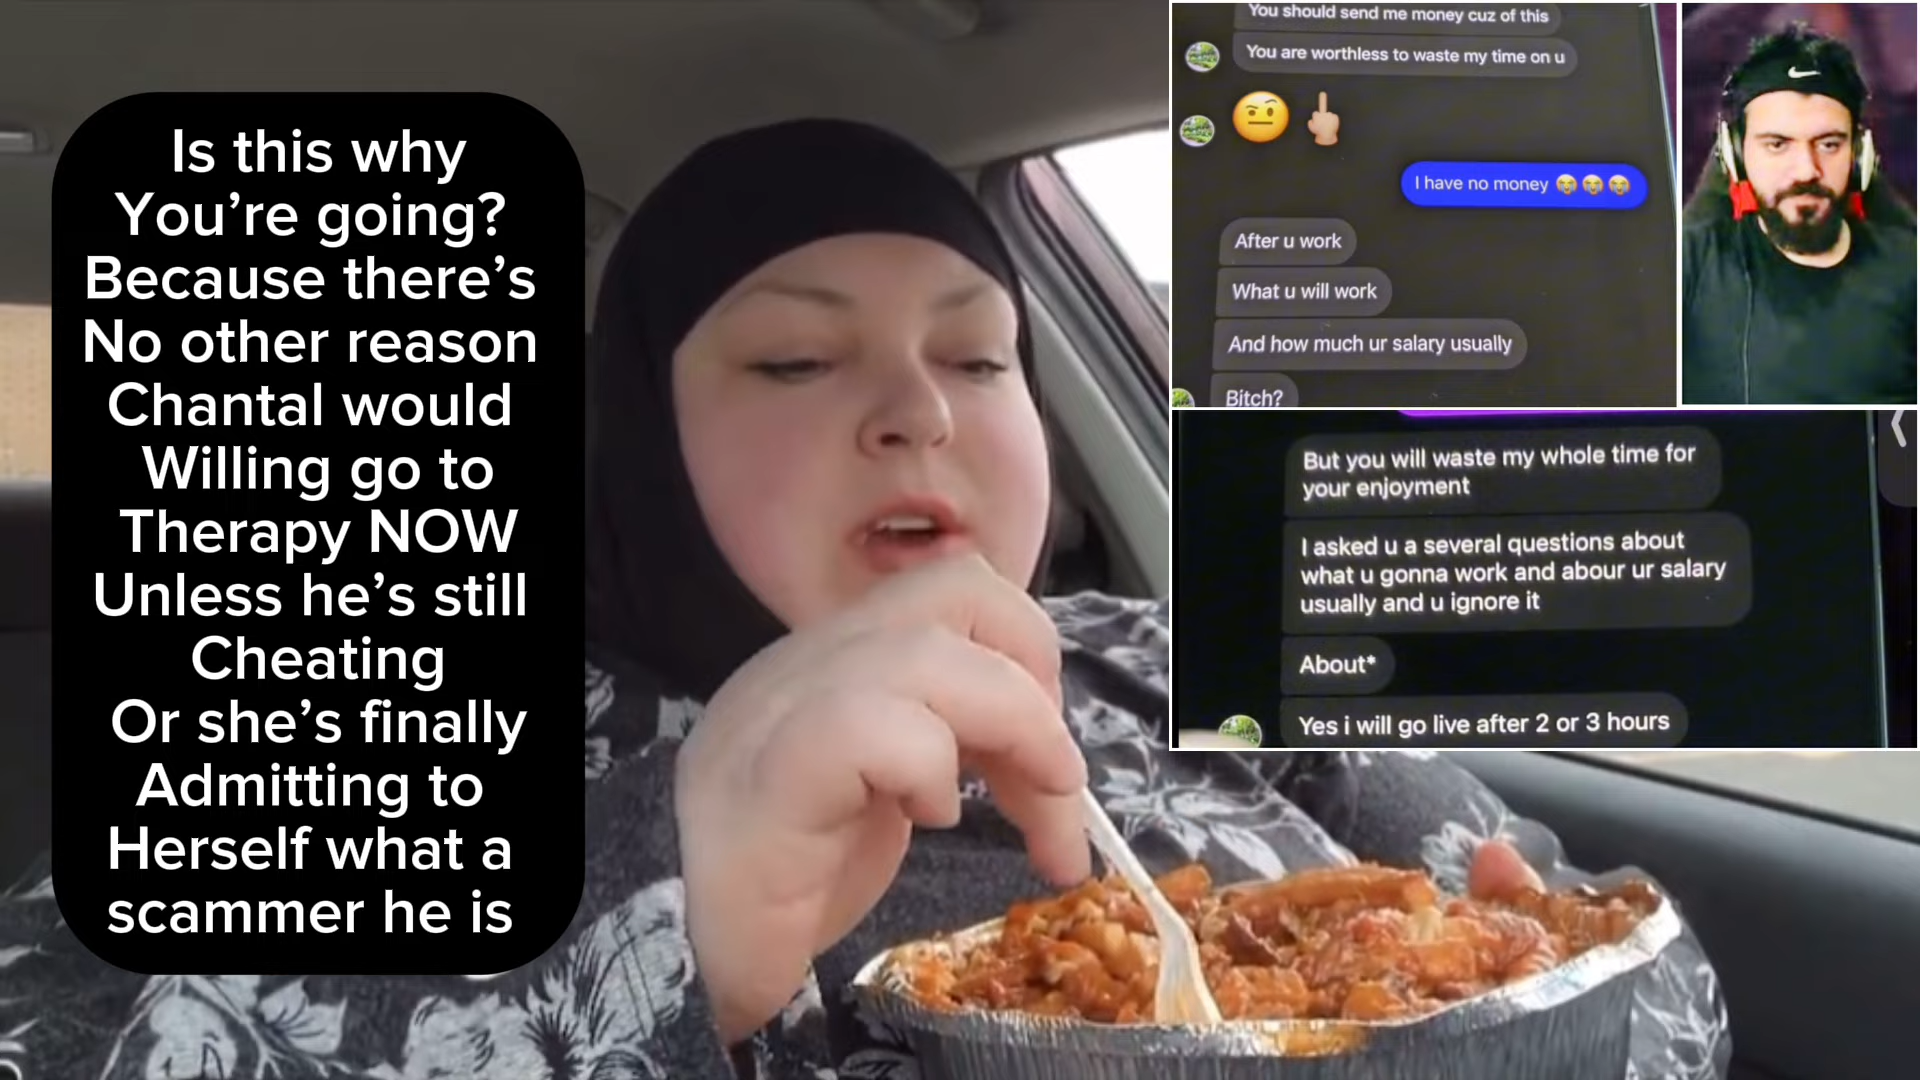 Is this why
You’re going?
Because there’s
No other reason
Chantal would
Willing go to
Therapy NOW
Unless he’s still
Cheating
Or she’s finally
Admitting to
Herself what a
scammer he is
You should send me money cuz of this
You are worthless to waste my time on u
I have no money 😭😭😭
After u work
What u will work
And how much ur salary usually
Bitch?
But you will waste my whole time for
your enjoyment
I asked u a several questions about
what u gonna work and abour ur salary
usually and u ignore it
About*
Yes i will go live after 2 or 3 hours